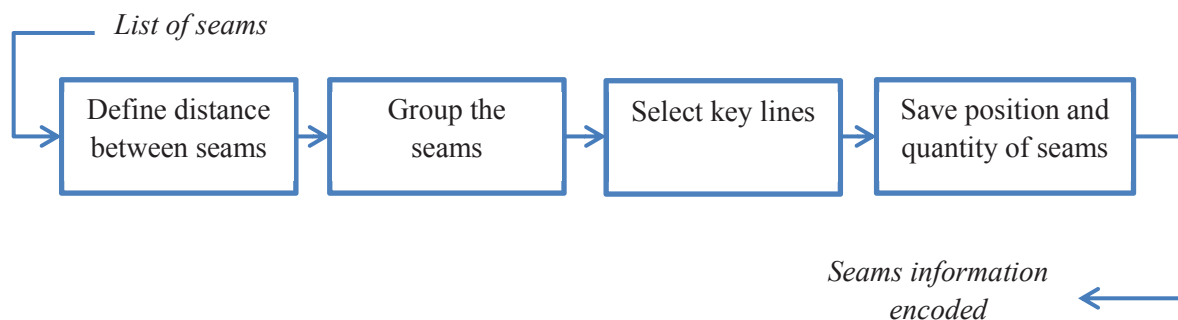 List of seams
Define distance
between seams
Group the
seams
Select key lines
Save position and
quantity of seams
Seams information
encoded